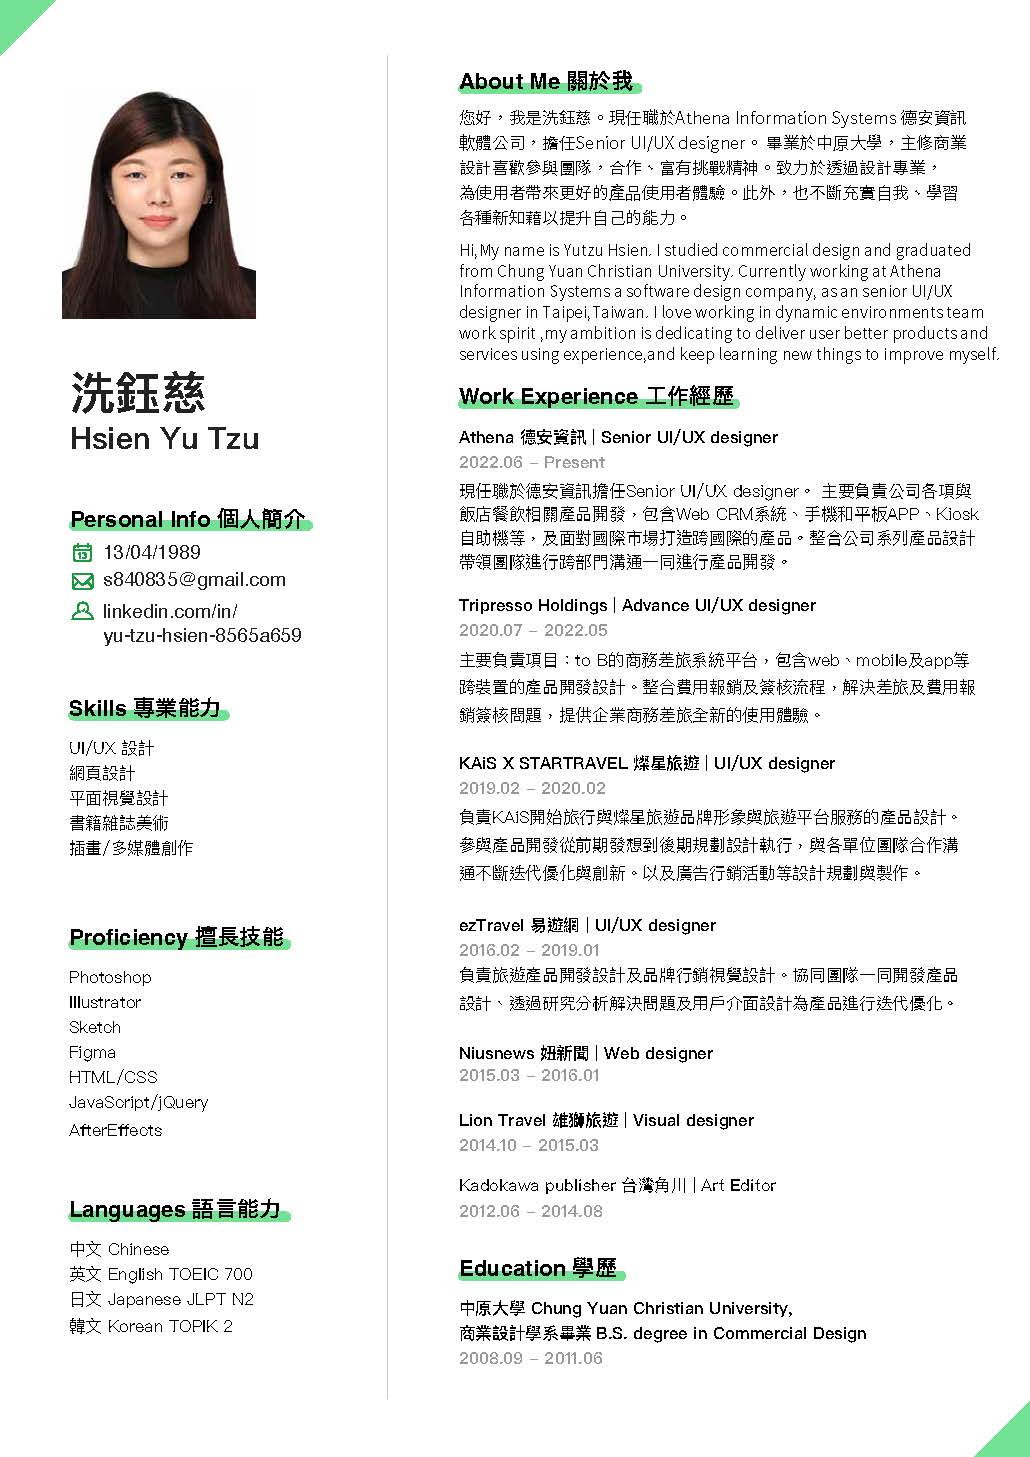 洗鈺慈
Hsien Yu Tzu
Personal Info 個人簡介
13
13/04/1989
s840835@gmail.com
linkedin.com/in/
yu-tzu-hsien-8565a659
Skills 專業能力
UI/UX 設計
網頁設計
平面視覺設計
書籍雜誌美術
插畫/多媒體創作
Proficiency 擅長技能
Photoshop
Illustrator
Sketch
Figma
HTML/CSS
JavaScript/jQuery
AfterEffects
Languages 語言能力
中文 Chinese
英文 English TOEIC 700
日文 Japanese JLPT N2
韓文 Korean TOPIK 2
About Me 關於我
您好，我是洗鈺慈。現任職於Athena Information Systems 德安資訊
軟體公司，擔任Senior UI/UX designer。 畢業於中原大學，主修商業
設計喜歡參與團隊，合作、富有挑戰精神。致力於透過設計專業，
為使用者帶來更好的產品使用者體驗。此外，也不斷充實自我、學習
各種新知藉以提升自己的能力。
Hi,My name is Yutzu Hsien. I studied commercial design and graduated
from Chung Yuan Christian University. Currently working at Athena
Information Systems a software design company, as an senior UI/UX
designer in Taipei,Taiwan. I love working in dynamic environments team
work spirit ,my ambition is dedicating to deliver user better products and
services using experience,and keep learning new things to improve myself.
Work Experience 工作經歷
Athena 德安資訊 | Senior UI/UX designer
2022.06 – Present
現任職於德安資訊擔任Senior UI/UX designer。 主要負責公司各項與
飯店餐飲相關產品開發，包含Web CRM系統、手機和平板APP、Kiosk
自助機等，及面對國際市場打造跨國際的產品。整合公司系列產品設計
帶領團隊進行跨部門溝通一同進行產品開發。
Tripresso Holdings | Advance UI/UX designer
2020.07 – 2022.05
主要負責項目：to B的商務差旅系統平台，包含web、mobile及app等
跨裝置的產品開發設計。整合費用報銷及簽核流程，解決差旅及費用報
銷簽核問題，提供企業商務差旅全新的使用體驗。
KAiS X STARTRAVEL 燦星旅遊 | UI/UX designer
2019.02 – 2020.02
負責KAIS開始旅行與燦星旅遊品牌形象與旅遊平台服務的產品設計。
參與產品開發從前期發想到後期規劃設計執行，與各單位團隊合作溝
通不斷迭代優化與創新。以及廣告行銷活動等設計規劃與製作。
ezTravel 易遊網 | UI/UX designer
2016.02 – 2019.01
負責旅遊產品開發設計及品牌行銷視覺設計。協同團隊一同開發產品
設計、透過研究分析解決問題及用戶介面設計為產品進行迭代優化。
Niusnews 妞新聞 | Web designer
2015.03 – 2016.01
Lion Travel 雄獅旅遊 | Visual designer
2014.10 – 2015.03
Kadokawa publisher 台灣角川 | Art Editor
2012.06 – 2014.08
Education 學歷
中原大學 Chung Yuan Christian University,
商業設計學系畢業 B.S. degree in Commercial Design
2008.09 – 2011.06